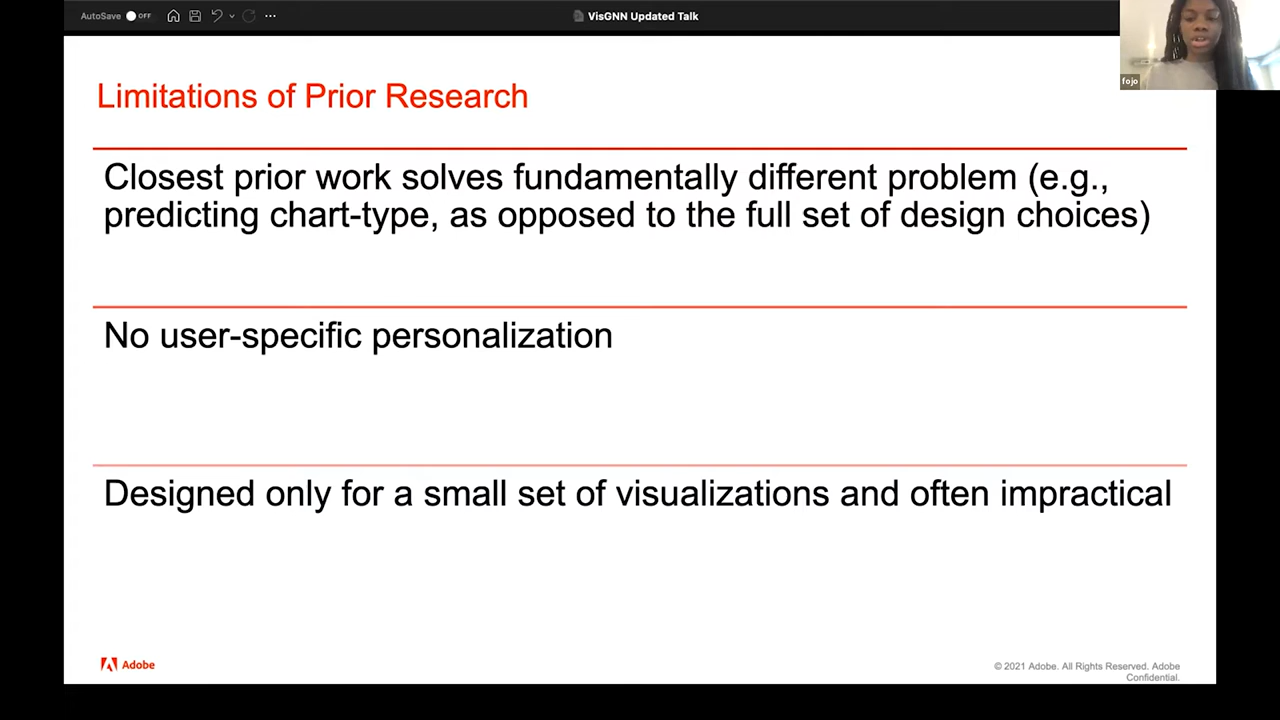 AutoSave OFF
VisGNN Updated Talk
fojo
Limitations of Prior Research
Closest prior work solves fundamentally different problem (e.g.,
predicting chart-type, as opposed to the full set of design choices)
No user-specific personalization
Designed only for a small set of visualizations and often impractical
Adobe
© 2021 Adobe. All Rights Reserved. Adobe
Confidential.